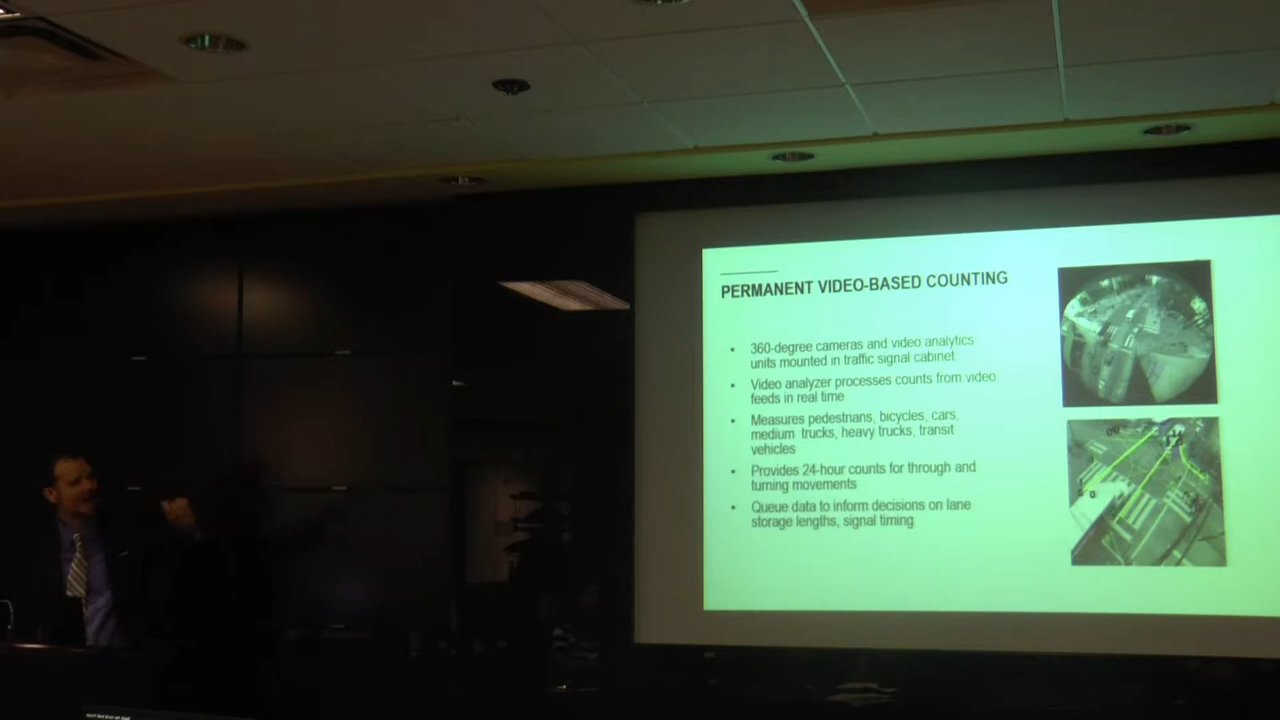 PERMANENT VIDEO-BASED COUNTING
• 360-degree cameras and video analytics
units mounted in traffic signal cabinet
• Video analyzer processes counts from video
feeds in real time
• Measures pedestrians, bicycles, cars,
medium trucks, heavy trucks, transit
vehicles
• Provides 24-hour counts for through and
turning movements
• Queue data to inform decisions on lane
storage lengths, signal timing